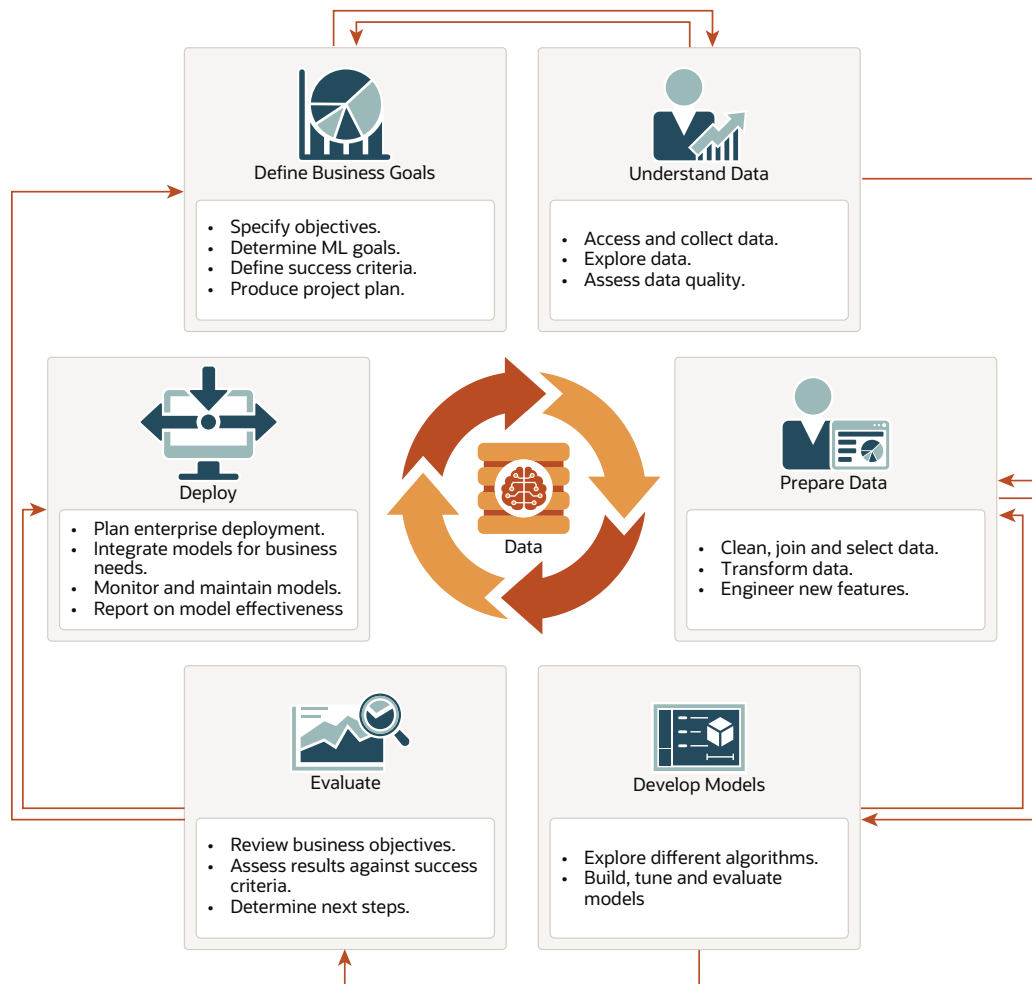 Define Business Goals
• Specify objectives.
• Determine ML goals.
• Define success criteria.
• Produce project plan.
Understand Data
• Access and collect data.
• Explore data.
• Assess data quality.
Deploy
• Plan enterprise deployment.
• Integrate models for business
needs.
• Monitor and maintain models.
• Report on model effectiveness
Data
Prepare Data
• Clean, join and select data.
• Transform data.
• Engineer new features.
Evaluate
• Review business objectives.
• Assess results against success
criteria.
• Determine next steps.
Develop Models
• Explore different algorithms.
• Build, tune and evaluate
models